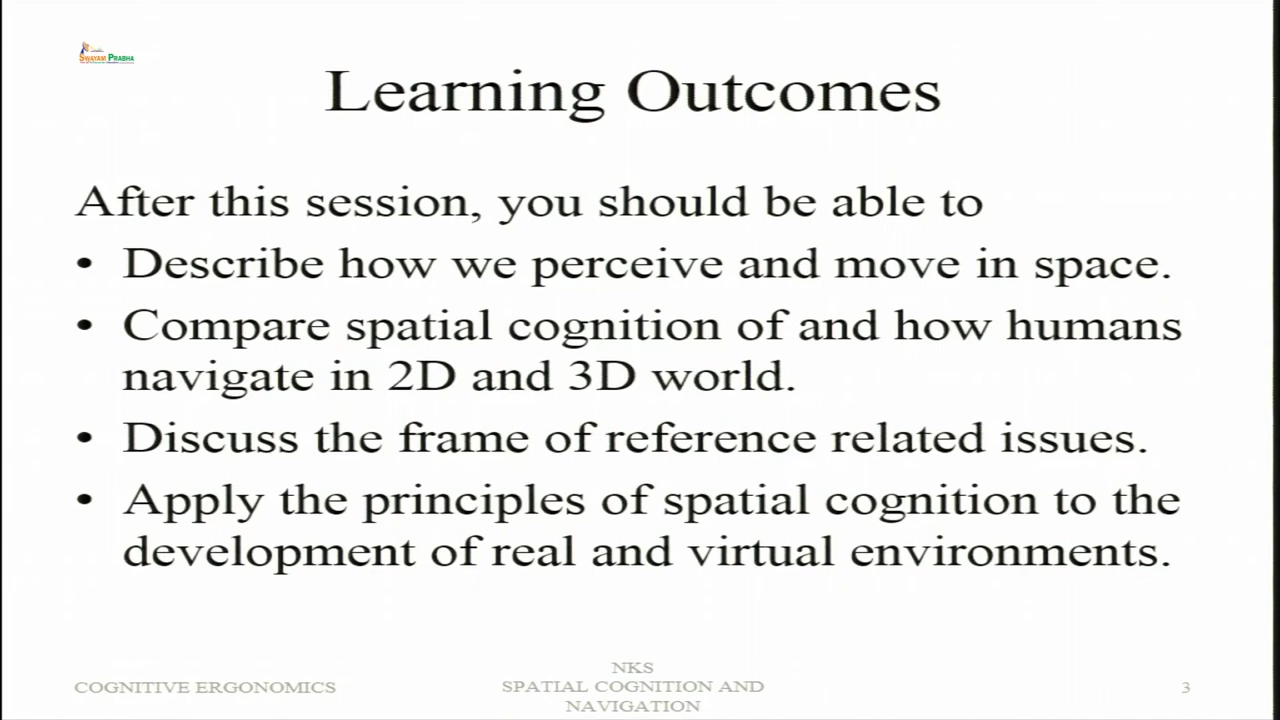 SWAYAM PRABHA
Learning Outcomes
After this session, you should be able to
• Describe how we perceive and move in space.
• Compare spatial cognition of and how humans
navigate in 2D and 3D world.
• Discuss the frame of reference related issues.
• Apply the principles of spatial cognition to the
development of real and virtual environments.
COGNITIVE ERGONOMICS
NKS
SPATIAL COGNITION AND
NAVIGATION
3